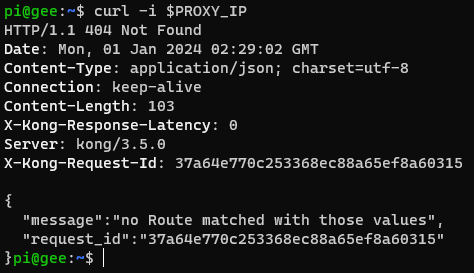 pi@gee:~$ curl -i $PROXY_IP
HTTP/1.1 404 Not Found
Date: Mon, 01 Jan 2024 02:29:02 GMT
Content-Type: application/json; charset=utf-8
Connection: keep-alive
Content-Length: 103
X-Kong-Response-Latency: 0
Server: kong/3.5.0
X-Kong-Request-Id: 37a64e770c253368ec88a65ef8a60315

{
  "message":"no Route matched with those values",
  "request_id":"37a64e770c253368ec88a65ef8a60315"
}pi@gee:~$